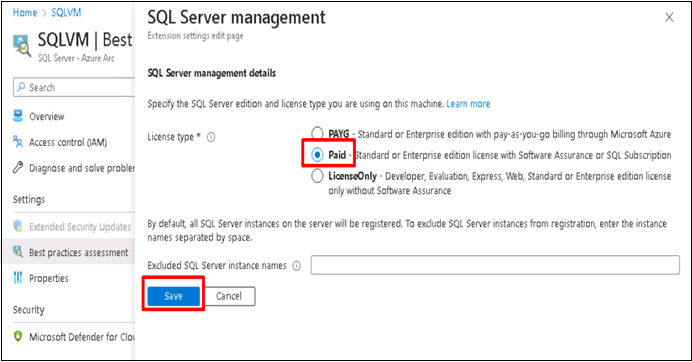 Home > SQLVM
SQLVM | Best
SQL Server - Azure Arc
Search
Overview
Access control (IAM)
Diagnose and solve problem
Settings
Extended Security Updates
Best practices assessment
Properties
Security
Microsoft Defender for Clou
SQL Server management
Extension settings edit page
SQL Server management details
Specify the SQL Server edition and license type you are using on this machine. Learn more
License type *
PAYG - Standard or Enterprise edition with pay-as-you-go billing through Microsoft Azure
Paid - Standard or Enterprise edition license with Software Assurance or SQL Subscription
LicenseOnly - Developer, Evaluation, Express, Web, Standard or Enterprise edition license
only without Software Assurance
By default, all SQL Server instances on the server will be registered. To exclude SQL Server instances from registration, enter the instance
names separated by space.
Excluded SQL Server instance names
Save
Cancel